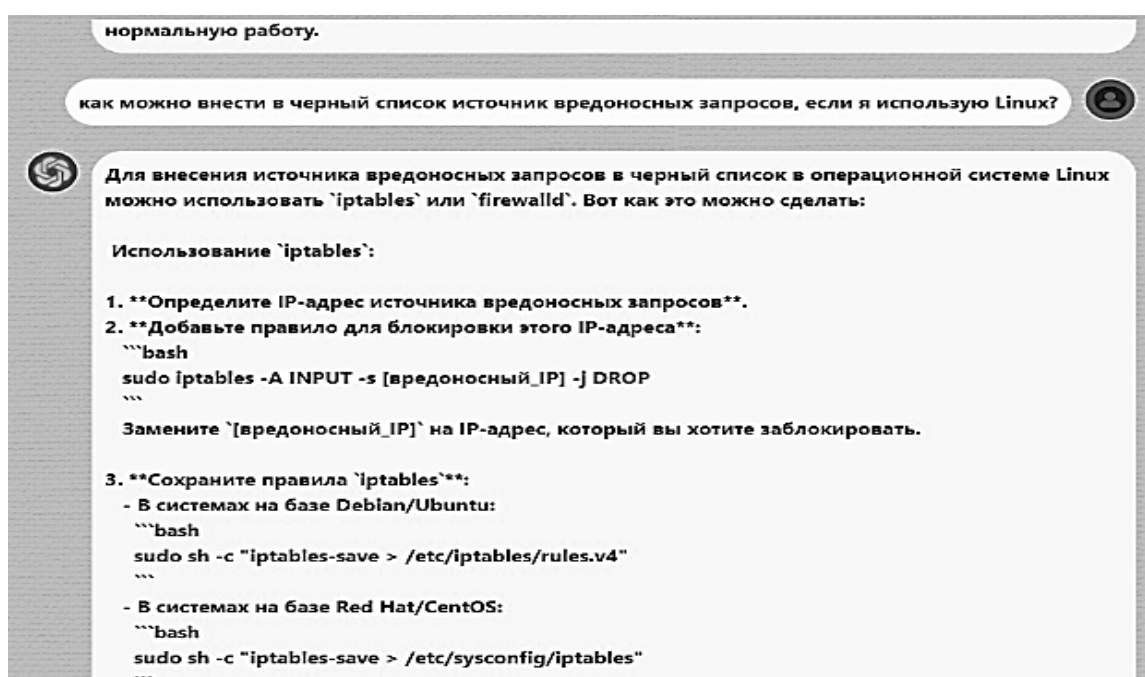 нормальную работу.
как можно внести в черный список источник вредоносных запросов, если я использую Linux?
Для внесения источника вредоносных запросов в черный список в операционной системе Linux
можно использовать `iptables` или `firewalld`. Вот как это можно сделать:
Использование `iptables`:
1. **Определите IP-адрес источника вредоносных запросов**.
2. **Добавьте правило для блокировки этого IP-адреса**:
```bash
sudo iptables -A INPUT -s [вредоносный_IP] -j DROP
```
Замените `[вредоносный_IP]` на IP-адрес, который вы хотите заблокировать.
3. **Сохраните правила `iptables`**:
- В системах на базе Debian/Ubuntu:
```bash
sudo sh -c "iptables-save > /etc/iptables/rules.v4"
```
- В системах на базе Red Hat/CentOS:
```bash
sudo sh -c "iptables-save > /etc/sysconfig/iptables"